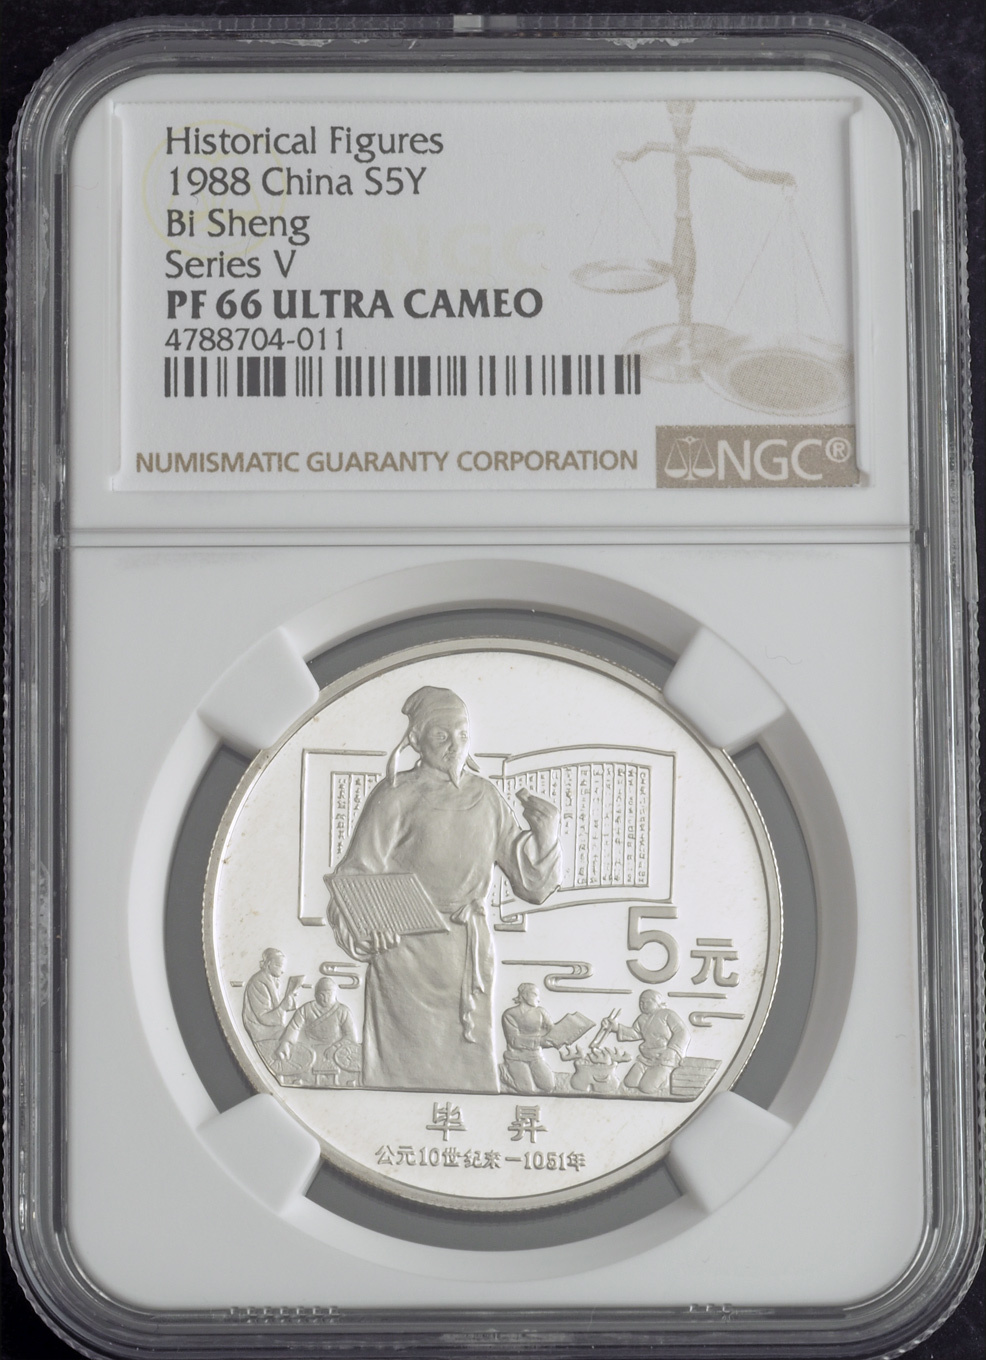 Historical Figures
1988 China S5Y
Bi Sheng
Series V
PF 66 ULTRA CAMEO
4788704-011
NUMISMATIC GUARANTY CORPORATION
NGC®
5元
毕昇
公元10世纪末—1051年